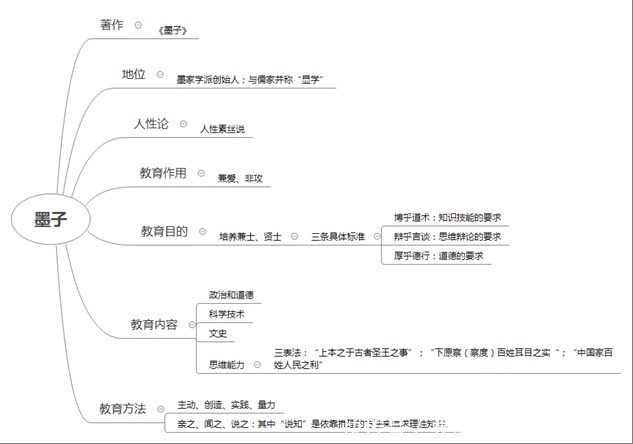 著作
《墨子》
地位
墨家学派创始人；与儒家并称“显学”
人性论
人性素丝说
教育作用
兼爱、非攻
墨子
教育目的
培养兼士、贤士
三条具体标准
博乎道术：知识技能的要求
辩乎言谈：思维辩论的要求
厚乎德行：道德的要求
教育内容
政治和道德
科学技术
文史
思维能力
三表法：“上本之于古者圣王之事”；“下原察（察度）百姓耳目之实“；“中国家百
姓人民之利”
教育方法
主动、创造、实践、量力
亲之、闻之、说之；其中“说知”是依靠推理的